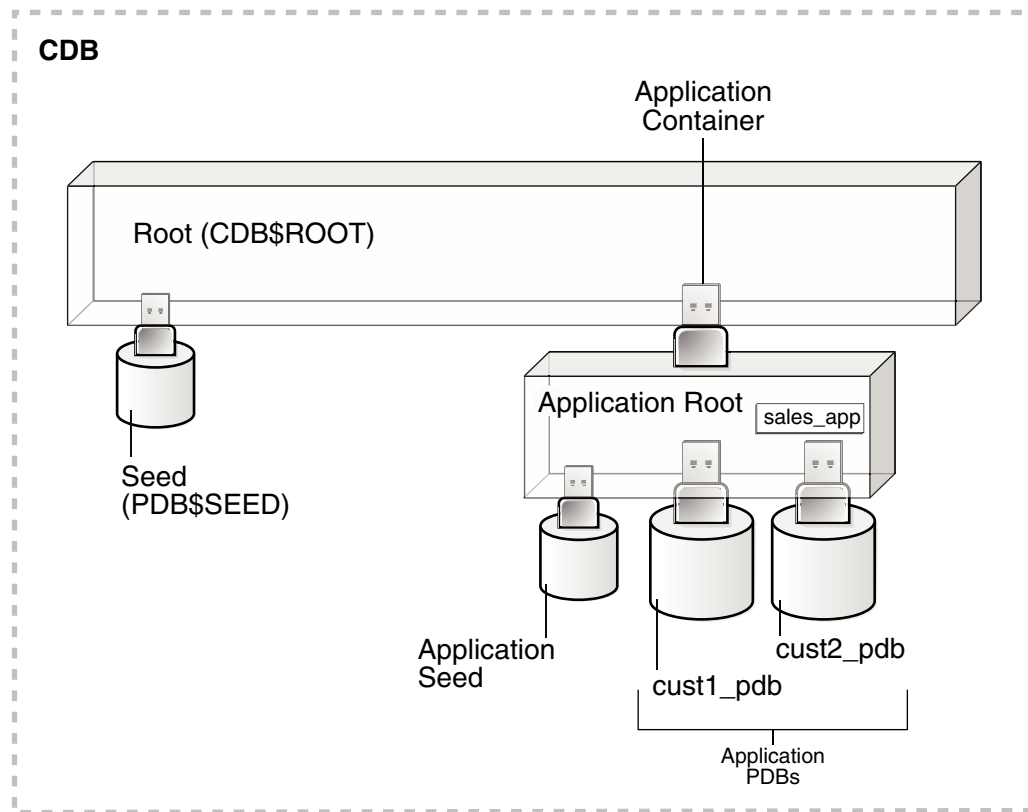 CDB
Application
Container
Root (CDB$ROOT)
Application Root
sales_app
Seed
(PDB$SEED)
Application
Seed
cust1_pdb
cust2_pdb
Application
PDBs